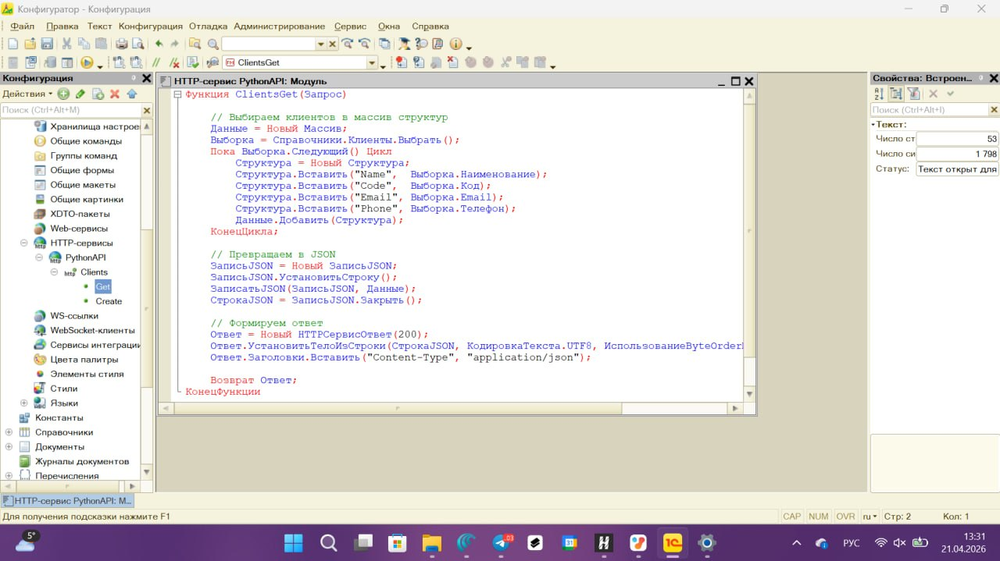 Конфигуратор - Конфигурация
Файл Правка Текст Конфигурация Отладка Администрирование Сервис Окна Справка
ClientsGet
Конфигурация
Действия
Поиск (Ctrl+Alt+M)
Хранилища настрое
Общие команды
Группы команд
Общие формы
Общие макеты
Общие картинки
XDTO-пакеты
Web-сервисы
HTTP-сервисы
PythonAPI
Clients
Get
Create
WS-ссылки
WebSocket-клиенты
Сервисы интеграции
Цвета палитры
Элементы стиля
Стили
Языки
Константы
Справочники
Документы
Журналы документов
Перечисления
HTTP-сервис PythonAPI: Модуль
Функция ClientsGet(Запрос)
// Выбираем клиентов в массив структур
Данные = Новый Массив;
Выборка = Справочники.Клиенты.Выбрать();
Пока Выборка.Следующий() Цикл
Структура = Новый Структура;
Структура.Вставить("Name", Выборка.Наименование);
Структура.Вставить("Code", Выборка.Код);
Структура.Вставить("Email", Выборка.Email);
Структура.Вставить("Phone", Выборка.Телефон);
Данные.Добавить(Структура);
КонецЦикла;
// Превращаем в JSON
ЗаписьJSON = Новый ЗаписьJSON;
ЗаписьJSON.УстановитьСтроку();
ЗаписатьJSON(ЗаписьJSON, Данные);
СтрокаJSON = ЗаписьJSON.Закрыть();
// Формируем ответ
Ответ = Новый HTTPСервисОтвет(200);
Ответ.УстановитьТелоИзСтроки(СтрокаJSON, КодировкаТекста.UTF8, ИспользованиеByteOrder
Ответ.Заголовки.Вставить("Content-Type", "application/json");
Возврат Ответ;
КонецФункции
Свойства: Встроен...
Поиск (Ctrl+Alt+I)
Текст:
Число ст 53
Число си 1 798
Статус: Текст открыт для
HTTP-сервис PythonAPI: М...
Для получения подсказки нажмите F1
CAP NUM OVR ru Стр: 2 Кол: 1
5°
.03
31
РУС
13:31
21.04.2026